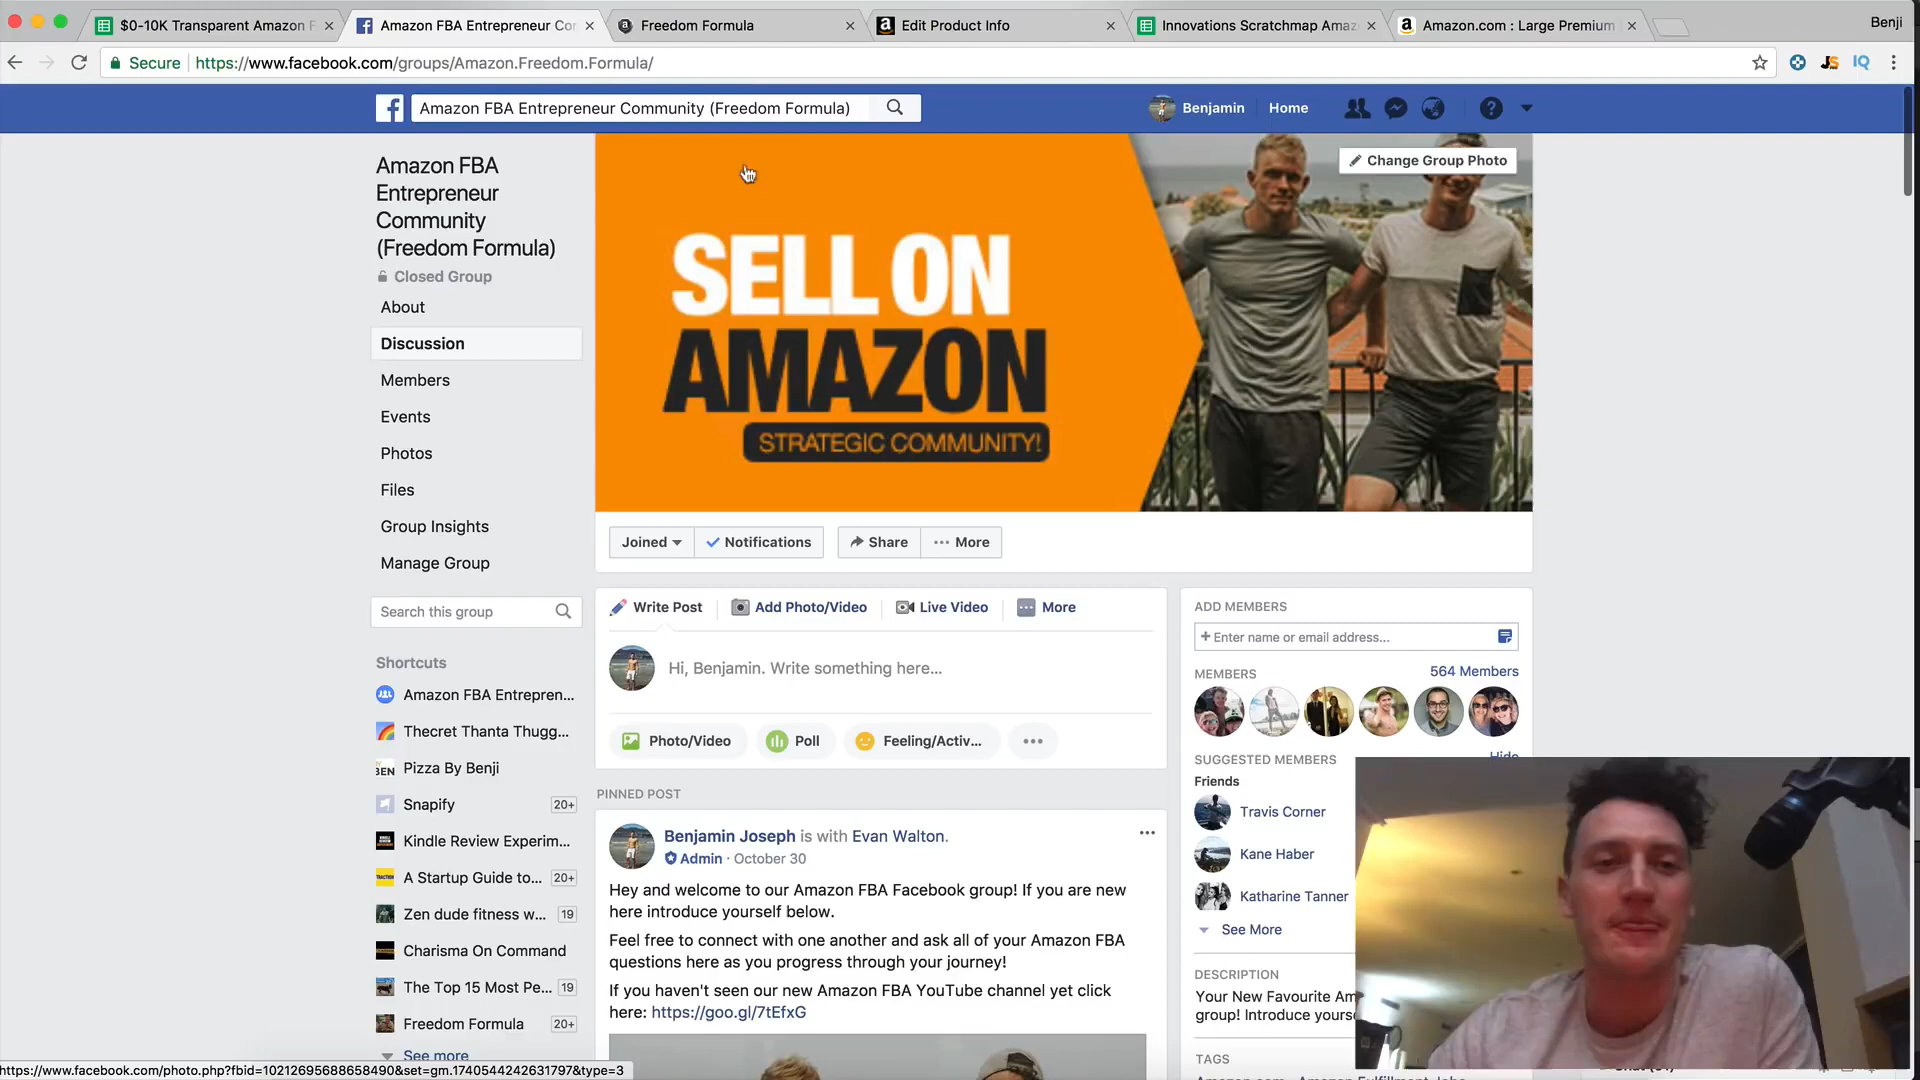 $0-10K Transparent Amazon F
Amazon FBA Entrepreneur Co
Freedom Formula
Edit Product Info
Innovations Scratchmap Amaz
Amazon.com : Large Premium
Benji
Secure
https://www.facebook.com/groups/Amazon.Freedom.Formula/
IQ
Amazon FBA Entrepreneur Community (Freedom Formula)
Benjamin
Home
Amazon FBA
Entrepreneur
Community
(Freedom Formula)
Closed Group
About
Discussion
Members
Events
Photos
Files
Group Insights
Manage Group
Search this group
Shortcuts
Amazon FBA Entrepren...
Thecret Thanta Thugg...
Pizza By Benji
Snapify 20+
Kindle Review Experim...
A Startup Guide to... 20+
Zen dude fitness w... 19
Charisma On Command
The Top 15 Most Pe... 19
Freedom Formula 20+
See more
https://www.facebook.com/photo.php?fbid=10212695688658490&set=gm.1740544242631797&type=3
SELL ON
AMAZON
STRATEGIC COMMUNITY!
Change Group Photo
Joined
Notifications
Share
More
Write Post
Add Photo/Video
Live Video
More
Hi, Benjamin. Write something here...
Photo/Video
Poll
Feeling/Activ...
PINNED POST
Benjamin Joseph is with Evan Walton.
Admin · October 30
Hey and welcome to our Amazon FBA Facebook group! If you are new
here introduce yourself below.
Feel free to connect with one another and ask all of your Amazon FBA
questions here as you progress through your journey!
If you haven't seen our new Amazon FBA YouTube channel yet click
here: https://goo.gl/7tEfxG
ADD MEMBERS
+ Enter name or email address...
MEMBERS
564 Members
SUGGESTED MEMBERS
Hide
Friends
Travis Corner
Kane Haber
Katharine Tanner
See More
DESCRIPTION
Your New Favourite Am
group! Introduce yourse
TAGS